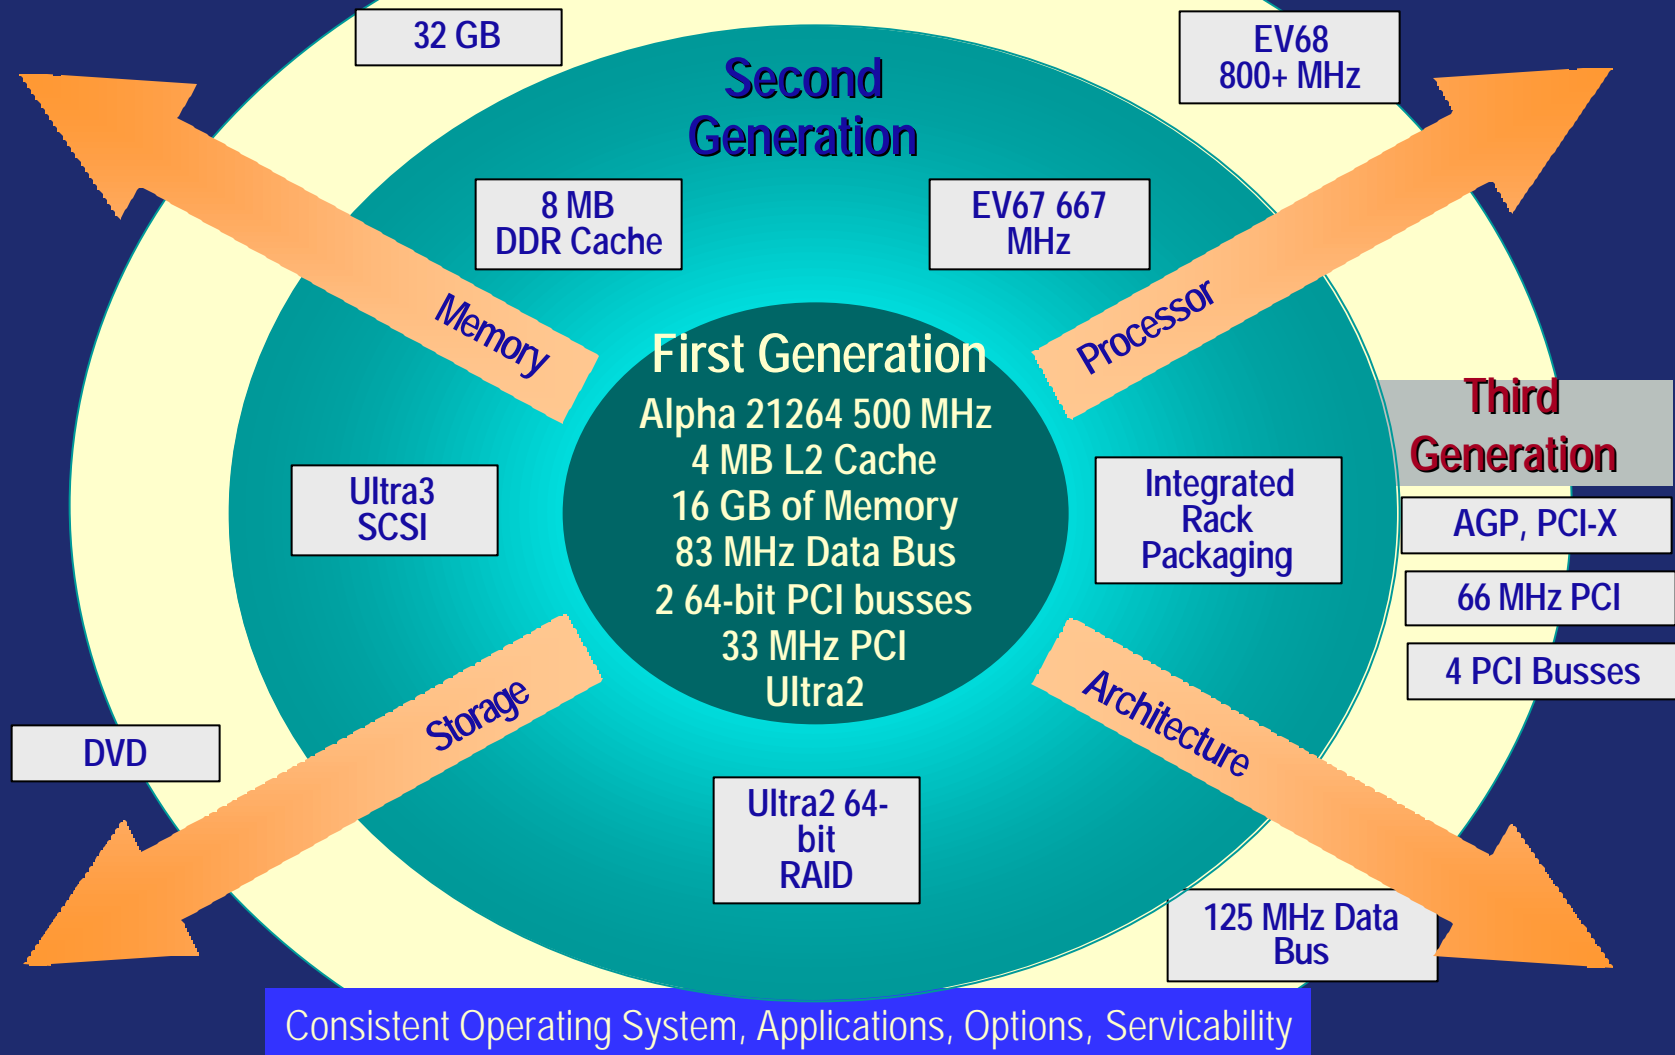 32 GB
EV68
800+ MHz
Second
Generation
8 MB
DDR Cache
EV67 667
MHz
Memory
Processor
First Generation
Alpha 21264 500 MHz
4 MB L2 Cache
16 GB of Memory
83 MHz Data Bus
2 64-bit PCI busses
33 MHz PCI
Ultra2
Third
Generation
Ultra3
SCSI
Integrated
Rack
Packaging
AGP, PCI-X
66 MHz PCI
4 PCI Busses
Storage
Architecture
DVD
Ultra2 64-
bit
RAID
125 MHz Data
Bus
Consistent Operating System, Applications, Options, Servicability